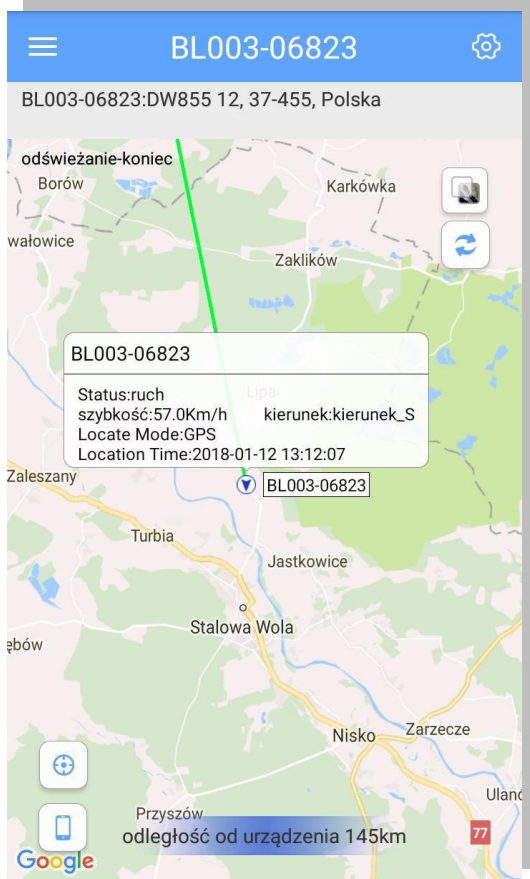 BL003-06823
BL003-06823:DW855 12, 37-455, Polska
odświeżanie-koniec
Borów
Karkówka
wałowice
Zaklików
BL003-06823
Lipa
Status:ruch
szybkość:57.0Km/h kierunek:kierunek_S
Locate Mode:GPS
Location Time:2018-01-12 13:12:07
Zaleszany
BL003-06823
Turbia
Jastkowice
Stalowa Wola
ębów
Nisko
Zarzecze
Ulanó
Przyszów
odległość od urządzenia 145km
77
Google